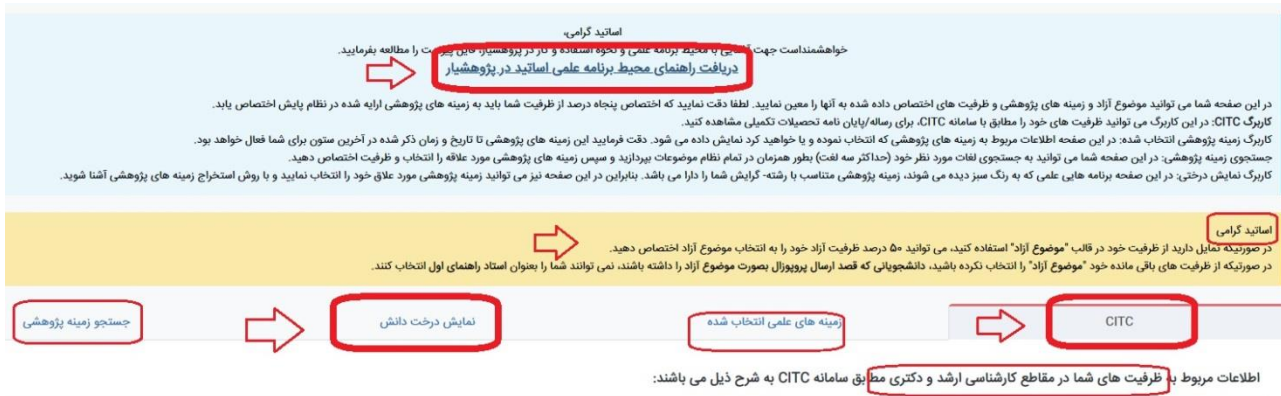 اساتید گرامی،
خواهشمنداست جهت آشنایی با محیط برنامه علمی و نحوه استفاده و کار در پژوهشیار، فایل پیوست را مطالعه بفرمایید.
دریافت راهنمای محیط برنامه علمی اساتید در پژوهشیار
در این صفحه شما می توانید موضوع آزاد و زمینه های پژوهشی و ظرفیت های اختصاص داده شده به آنها را معین نمایید. لطفا دقت نمایید که اختصاص پنجاه درصد از ظرفیت شما باید به زمینه های پژوهشی ارایه شده در نظام پایش اختصاص یابد.
کاربرگ CITC: در این کاربرگ می توانید ظرفیت های خود را مطابق با سامانه CITC، برای رساله/پایان نامه تحصیلات تکمیلی مشاهده کنید.
کاربرگ زمینه پژوهشی انتخاب شده: در این صفحه اطلاعات مربوط به زمینه های پژوهشی که انتخاب نموده و یا خواهید کرد نمایش داده می شود. دقت فرمایید این زمینه های پژوهشی تا تاریخ و زمان ذکر شده در آخرین ستون برای شما فعال خواهد بود.
جستجوی زمینه پژوهشی: در این صفحه شما می توانید به جستجوی لغات مورد نظر خود (حداکثر سه لغت) بطور همزمان در تمام نظام موضوعات بپردازید و سپس زمینه های پژوهشی مورد علاقه را انتخاب و ظرفیت اختصاص دهید.
کاربرگ نمایش درختی: در این صفحه برنامه هایی علمی که به رنگ سبز دیده می شوند، زمینه پژوهشی متناسب با رشته- گرایش شما را دارا می باشد. بنابراین در این صفحه نیز می توانید زمینه پژوهشی مورد علاق خود را انتخاب نمایید و با روش استخراج زمینه های پژوهشی آشنا شوید.
اساتید گرامی
در صورتیکه تمایل دارید از ظرفیت خود در قالب "موضوع آزاد" استفاده کنید، می توانید ۵۰ درصد ظرفیت آزاد خود را به انتخاب موضوع آزاد اختصاص دهید.
در صورتیکه از ظرفیت های باقی مانده خود "موضوع آزاد" را انتخاب نکرده باشید، دانشجویانی که قصد ارسال پروپوزال بصورت موضوع آزاد را داشته باشند، نمی توانند شما را بعنوان استاد راهنمای اول انتخاب کنند.
CITC زمینه های علمی انتخاب شده نمایش درخت دانش جستجو زمینه پژوهشی
اطلاعات مربوط به ظرفیت های شما در مقاطع کارشناسی ارشد و دکتری مطابق سامانه CITC به شرح ذیل می باشند: